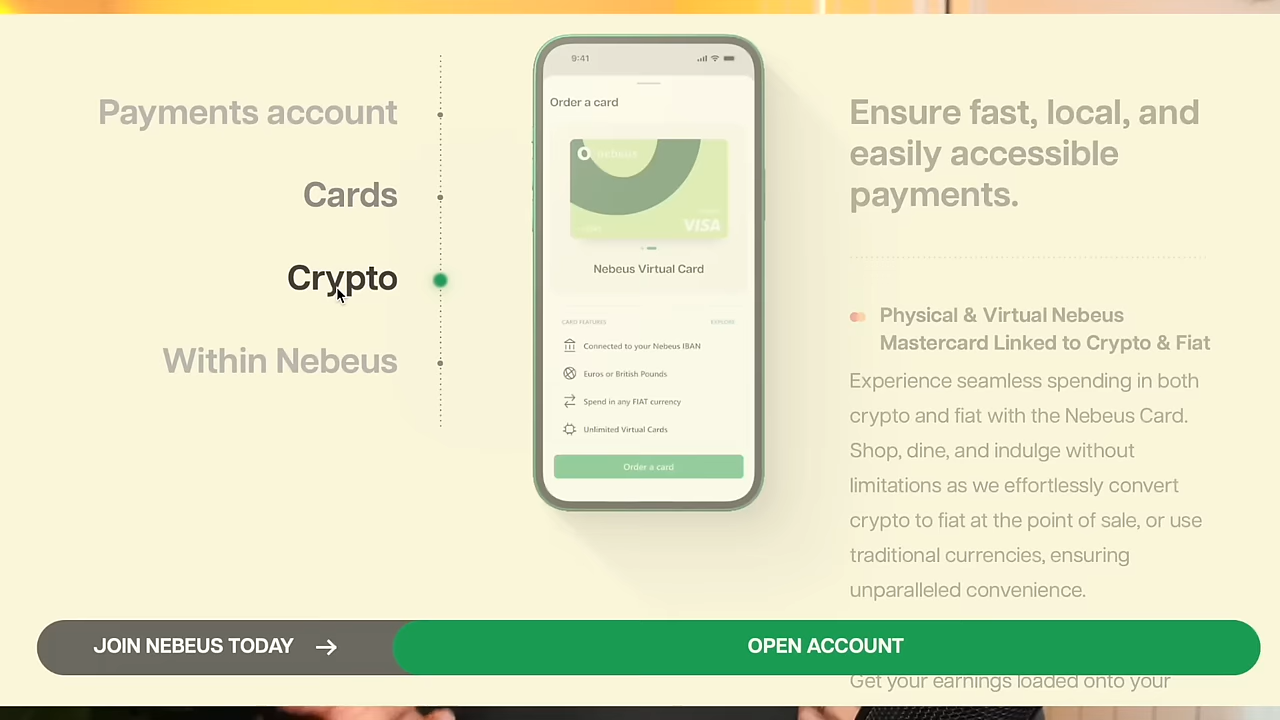 Payments account
Cards
Crypto
Within Nebeus
9:41
Order a card
NEBEUS
VISA
Nebeus Virtual Card
CARD FEATURES
EXPLORE
Connected to your Nebeus IBAN
Euros or British Pounds
Spend in any FIAT currency
Unlimited Virtual Cards
Order a card
Ensure fast, local, and
easily accessible
payments.
Physical & Virtual Nebeus
Mastercard Linked to Crypto & Fiat
Experience seamless spending in both
crypto and fiat with the Nebeus Card.
Shop, dine, and indulge without
limitations as we effortlessly convert
crypto to fiat at the point of sale, or use
traditional currencies, ensuring
unparalleled convenience.
JOIN NEBEUS TODAY
OPEN ACCOUNT
Get your earnings loaded onto your